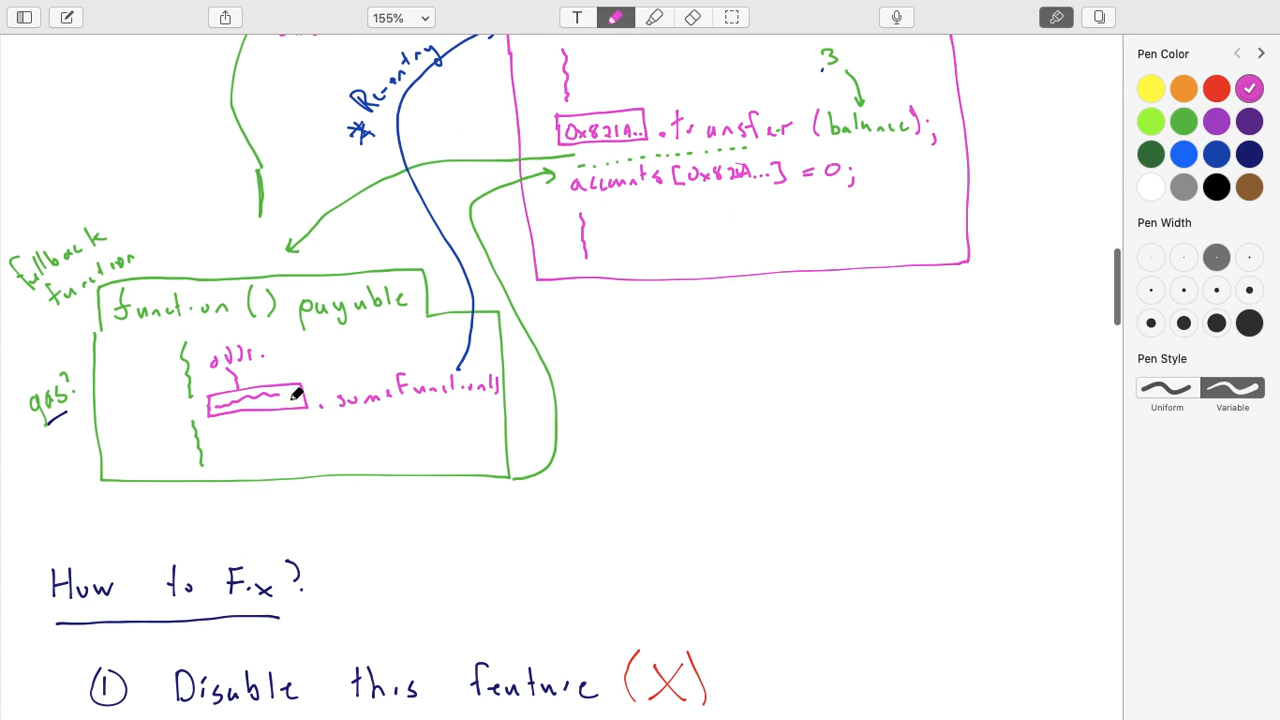 155%
Pen Color
* Re-entry
3
0x821A.. .transfer (balance);
accounts[0x821A...] = 0;
Pen Width
fullback
function
function () payable
gas?
addr.
. someFunction()
Pen Style
Uniform
Variable
How to Fix?
① Disable this feature (X)